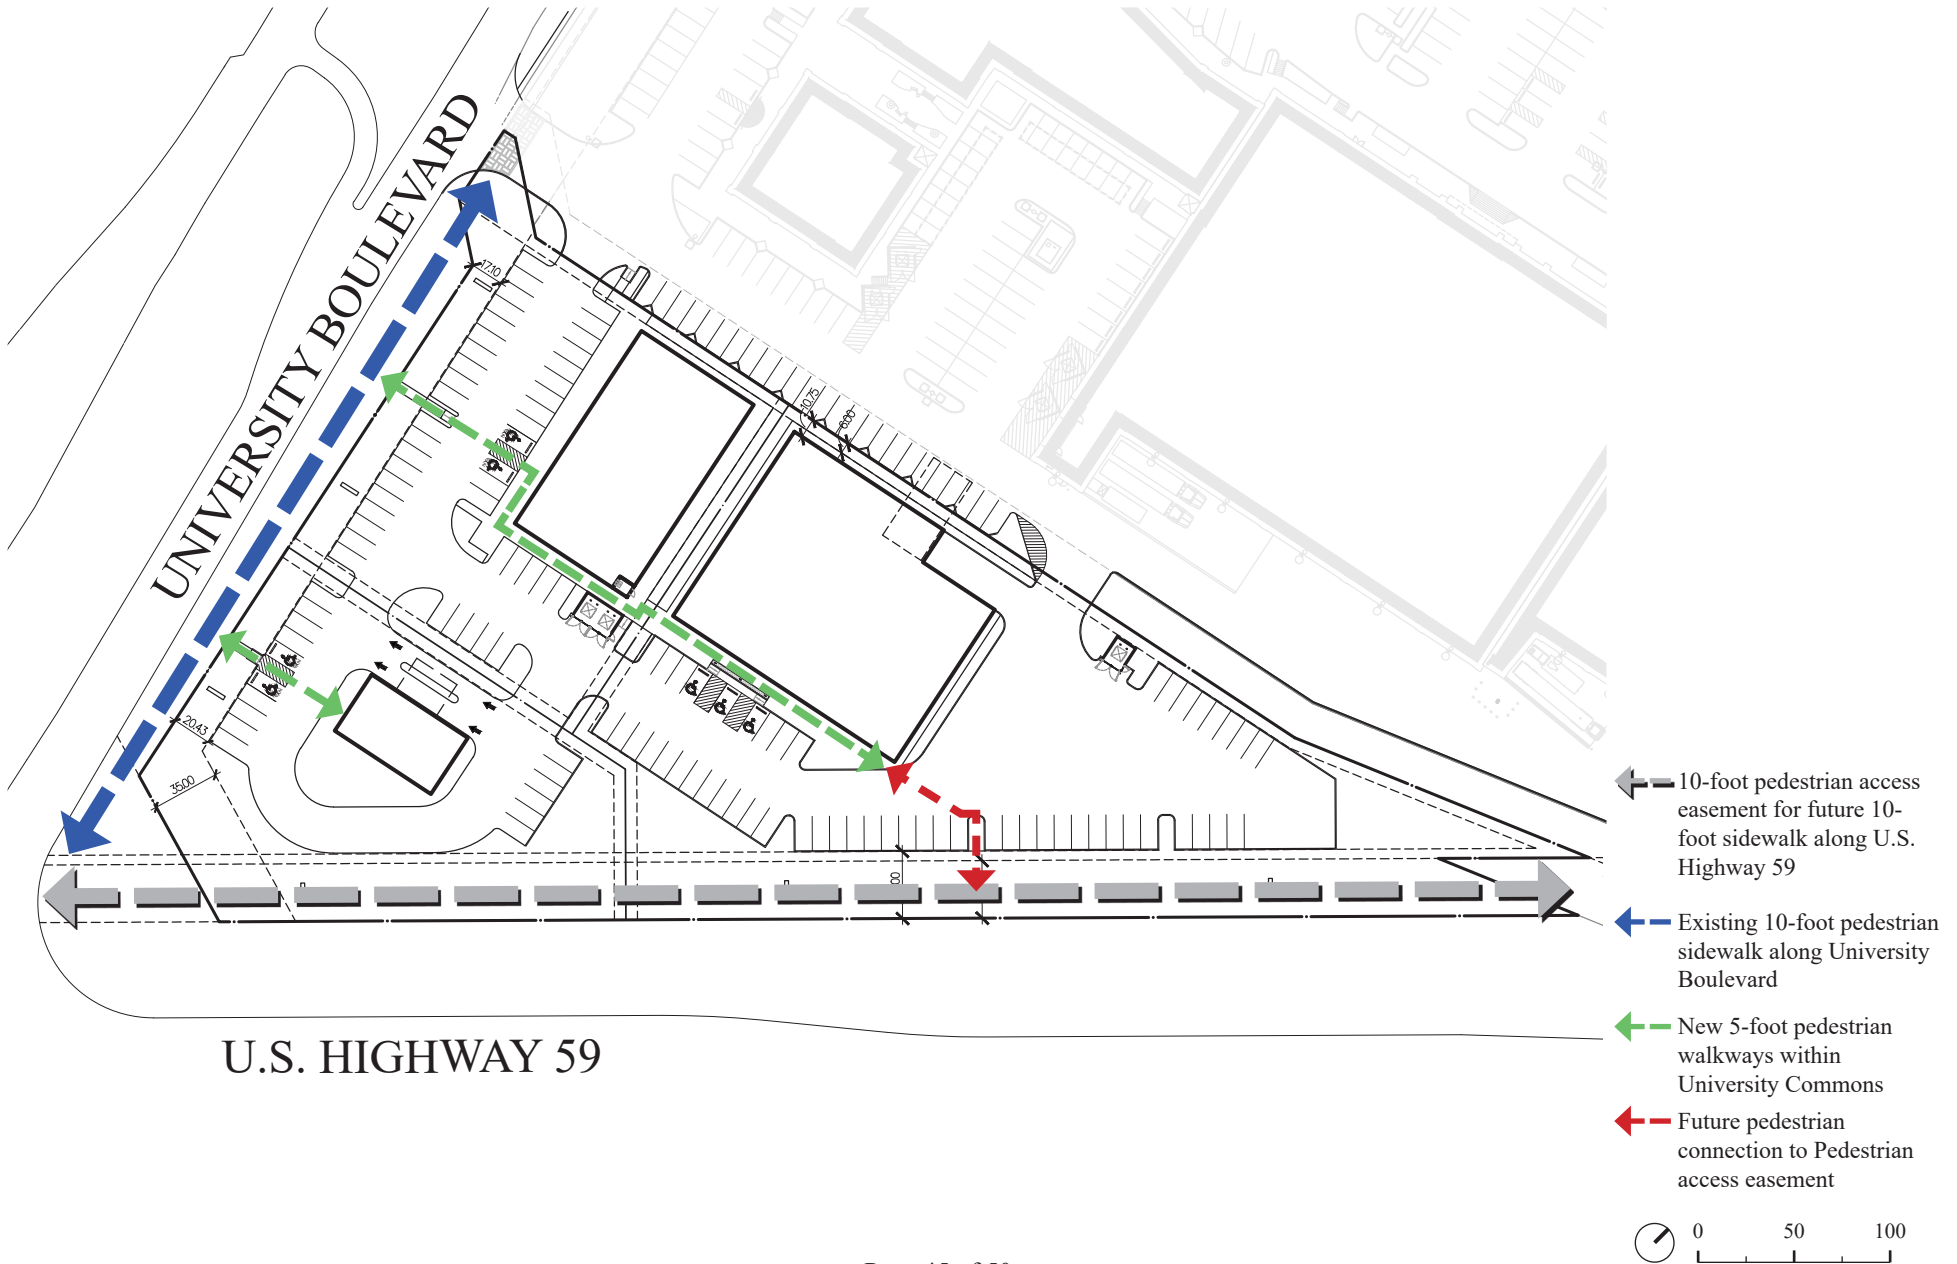 UNIVERSITY BOULEVARD
17.10
10.75
6.00
20.43
35.00
00
U.S. HIGHWAY 59
10-foot pedestrian access
easement for future 10-
foot sidewalk along U.S.
Highway 59
Existing 10-foot pedestrian
sidewalk along University
Boulevard
New 5-foot pedestrian
walkways within
University Commons
Future pedestrian
connection to Pedestrian
access easement
0 50 100